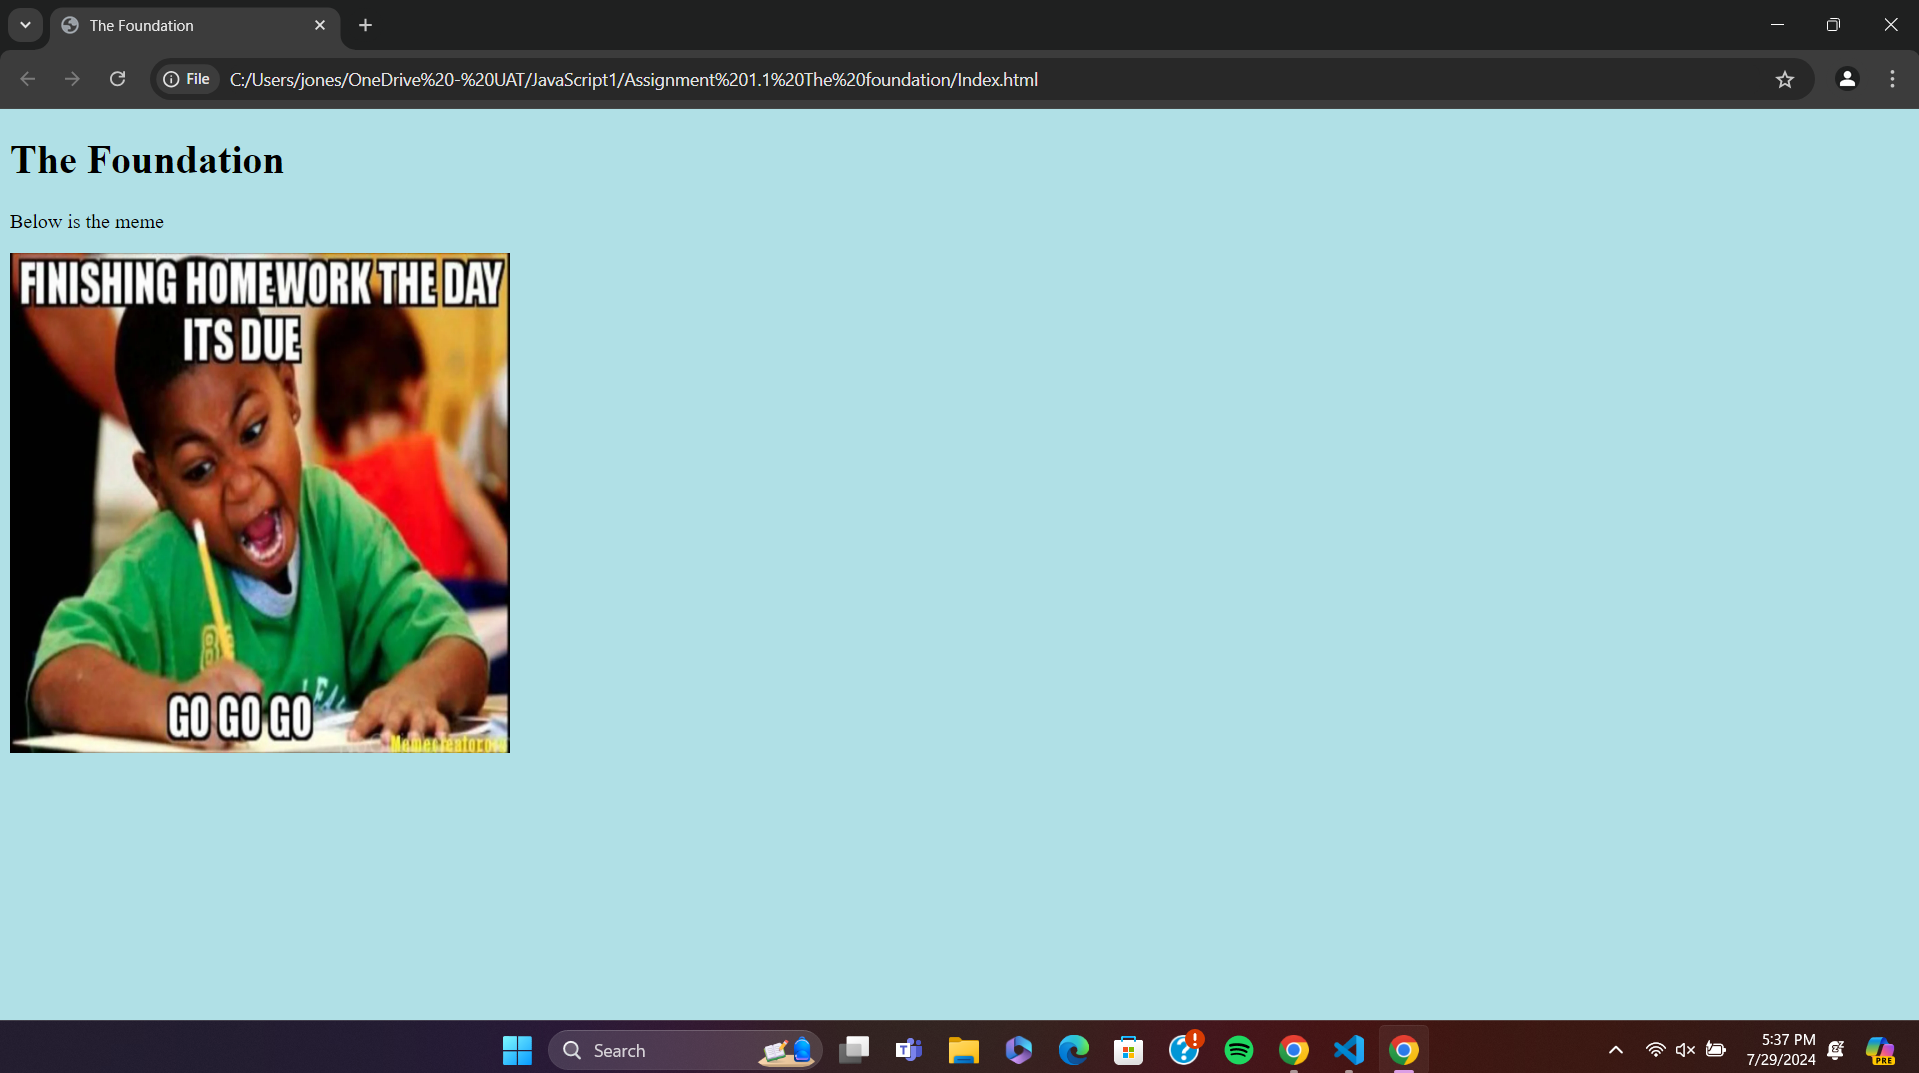 The Foundation
File
C:/Users/jones/OneDrive%20-%20UAT/JavaScript1/Assignment%201.1%20The%20foundation/Index.html
The Foundation
Below is the meme
FINISHING HOMEWORK THE DAY
ITS DUE
GO GO GO
Memecreator.org
Search
5:37 PM
7/29/2024
PRE